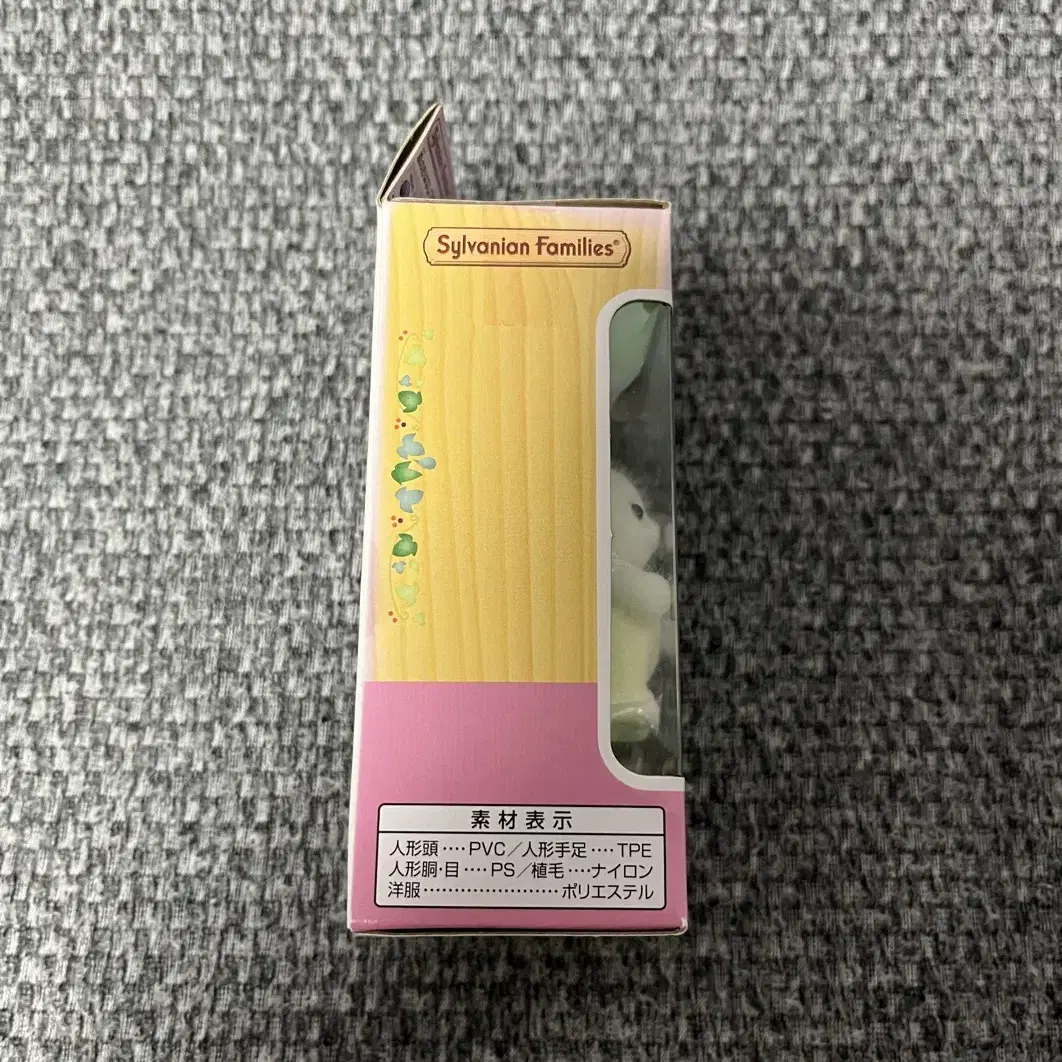 Sylvanian Families®
素材表示
人形頭‥‥PVC／人形手足‥‥TPE
人形胴・目‥‥PS／植毛‥‥ナイロン
洋服‥‥‥‥‥‥‥‥‥‥‥ポリエステル